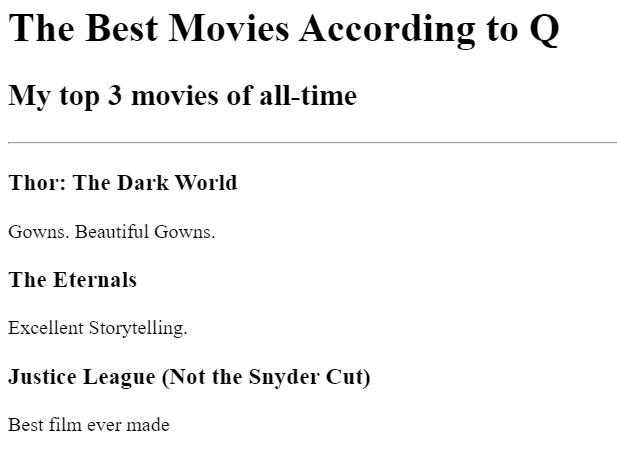 The Best Movies According to Q
My top 3 movies of all-time
Thor: The Dark World
Gowns. Beautiful Gowns.
The Eternals
Excellent Storytelling.
Justice League (Not the Snyder Cut)
Best film ever made